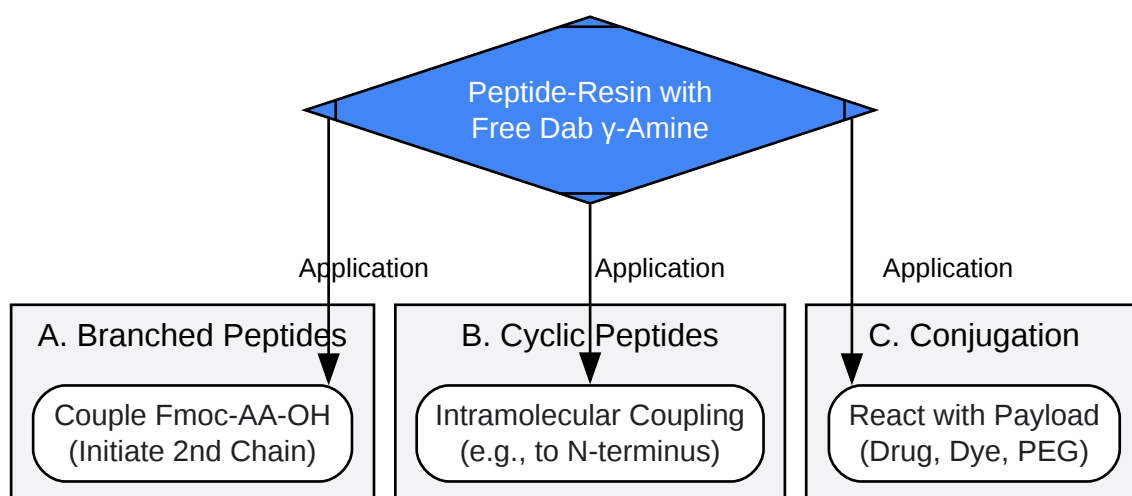 Peptide-Resin with
Free Dab γ-Amine
Application
Application
Application
A. Branched Peptides
B. Cyclic Peptides
C. Conjugation
Couple Fmoc-AA-OH
(Initiate 2nd Chain)
Intramolecular Coupling
(e.g., to N-terminus)
React with Payload
(Drug, Dye, PEG)